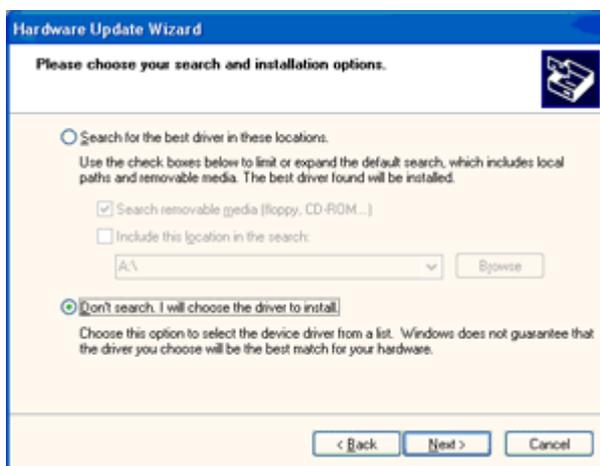 Hardware Update Wizard
Please choose your search and installation options.
Search for the best driver in these locations.
Use the check boxes below to limit or expand the default search, which includes local
paths and removable media. The best driver found will be installed.
Search removable media (floppy, CD-ROM...)
Include this location in the search:
A:\
Browse
Don't search. I will choose the driver to install.
Choose this option to select the device driver from a list. Windows does not guarantee that
the driver you choose will be the best match for your hardware.
< Back Next > Cancel